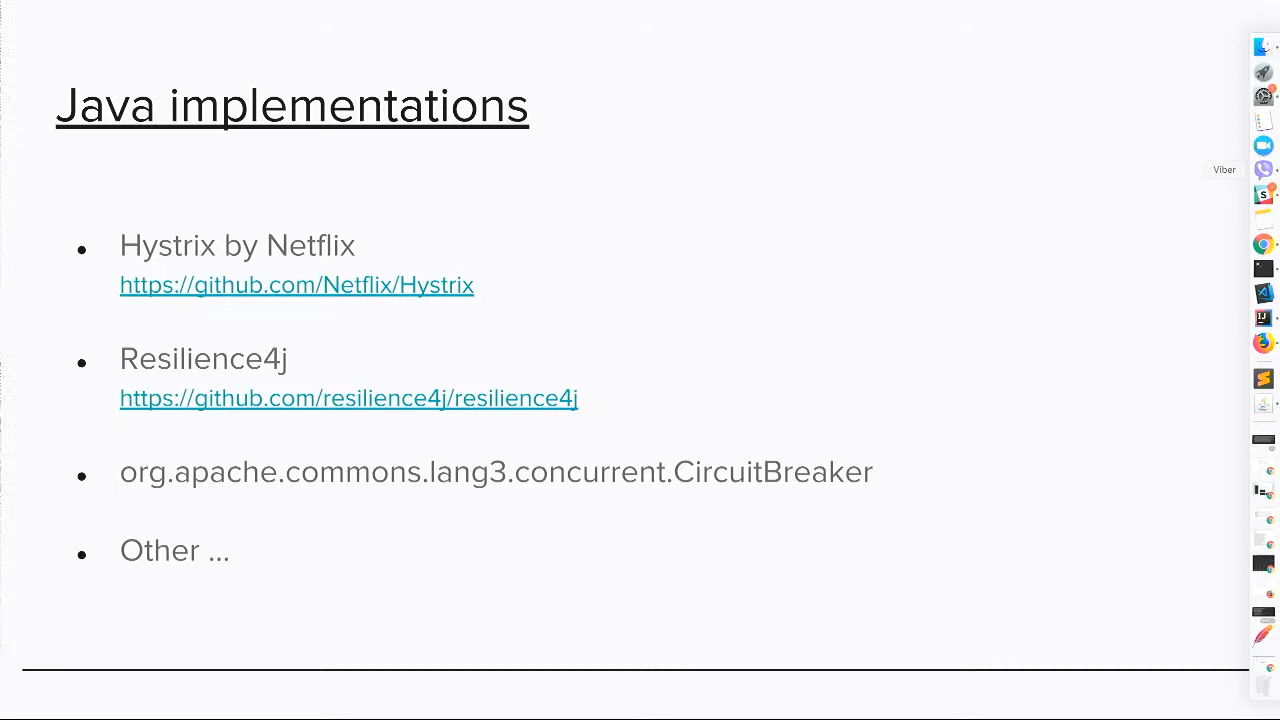 Java implementations
Viber
Hystrix by Netflix
https://github.com/Netflix/Hystrix
Resilience4j
https://github.com/resilience4j/resilience4j
org.apache.commons.lang3.concurrent.CircuitBreaker
Other ...